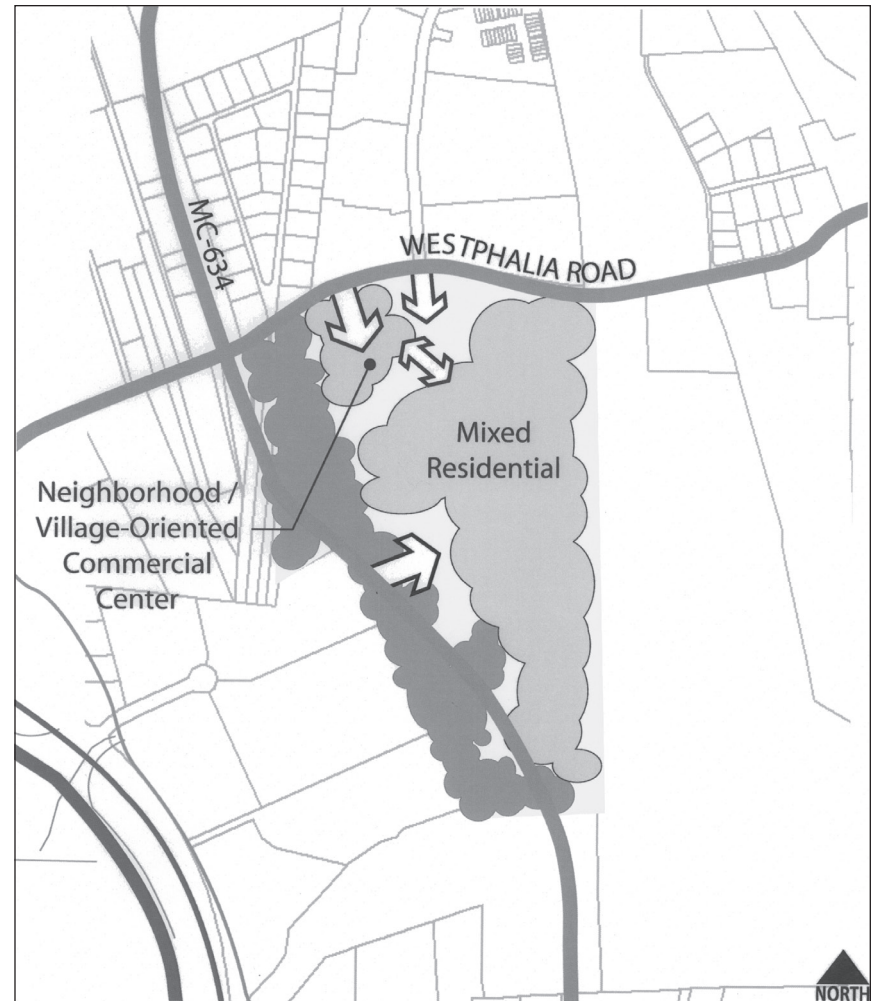 MC-634
WESTPHALIA ROAD
Mixed
Residential
Neighborhood /
Village-Oriented
Commercial
Center
NORTH